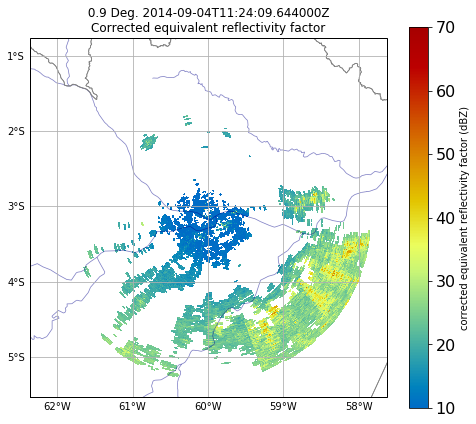 0.9 Deg. 2014-09-04T11:24:09.644000Z
Corrected equivalent reflectivity factor
1°S
2°S
3°S
4°S
5°S
62°W
61°W
60°W
59°W
58°W
70
60
50
40
30
20
10
corrected equivalent reflectivity factor (dBZ)